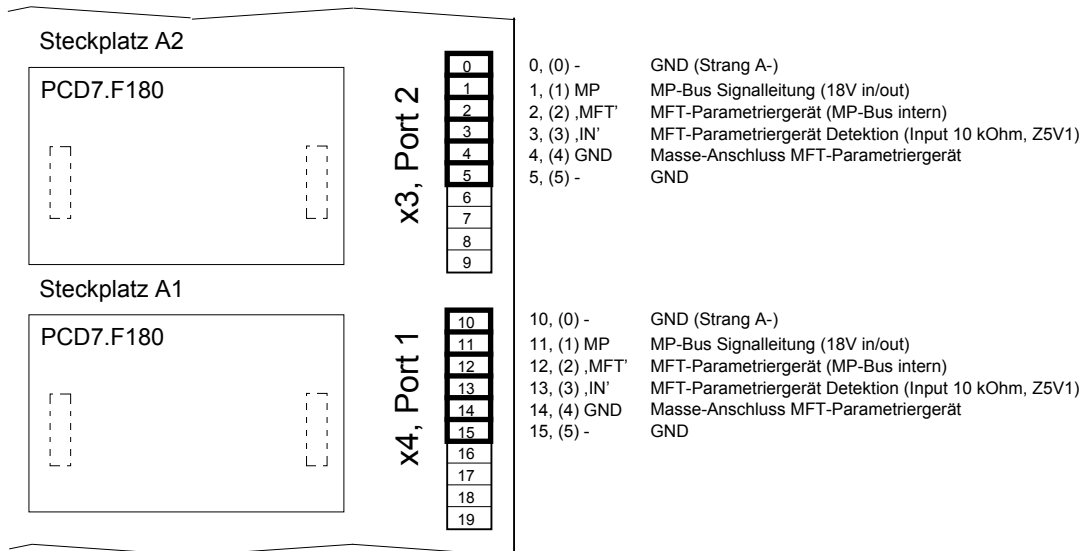 Steckplatz A2
PCD7.F180
x3, Port 2
0
1
2
3
4
5
6
7
8
9
0, (0) - GND (Strang A-)
1, (1) MP MP-Bus Signalleitung (18V in/out)
2, (2) ‚MFT’ MFT-Parametriergerät (MP-Bus intern)
3, (3) ‚IN’ MFT-Parametriergerät Detektion (Input 10 kOhm, Z5V1)
4, (4) GND Masse-Anschluss MFT-Parametriergerät
5, (5) - GND
Steckplatz A1
PCD7.F180
x4, Port 1
10
11
12
13
14
15
16
17
18
19
10, (0) - GND (Strang A-)
11, (1) MP MP-Bus Signalleitung (18V in/out)
12, (2) ‚MFT’ MFT-Parametriergerät (MP-Bus intern)
13, (3) ‚IN’ MFT-Parametriergerät Detektion (Input 10 kOhm, Z5V1)
14, (4) GND Masse-Anschluss MFT-Parametriergerät
15, (5) - GND